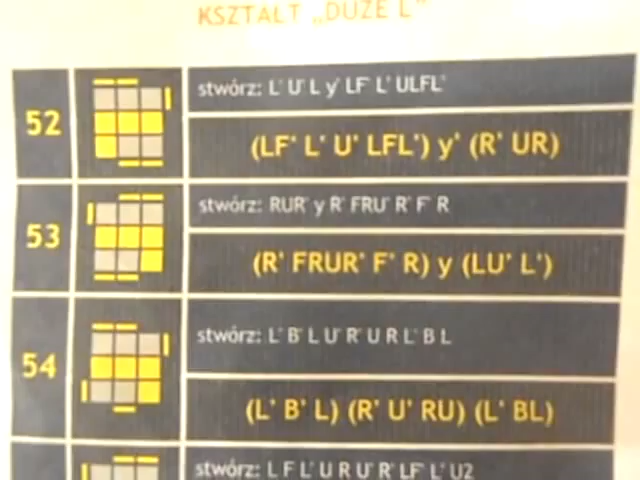 KSZTAŁT „DUŻE L”
52
stwórz: L' U' L y' LF' L' ULFL'
(LF' L' U' LFL') y' (R' UR)
53
stwórz: RUR' y R' FRU' R' F' R
(R' FRUR' F' R) y (LU' L')
54
stwórz: L' B' L U' R' U R L' B L
(L' B' L) (R' U' RU) (L' BL)
stwórz: L F L' U R U' R' LF' L' U2